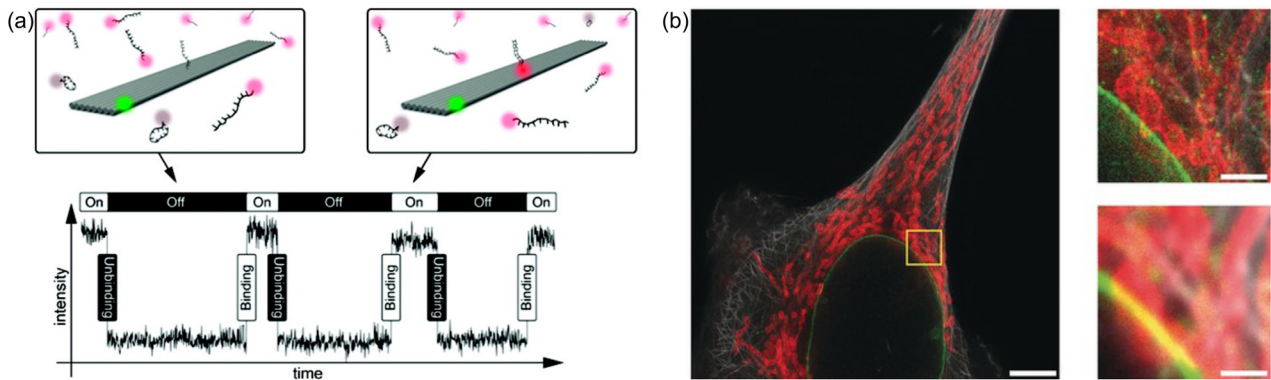 (a)
(b)
On
Off
On
Off
On
Off
On
intensity
Unbinding
Binding
Unbinding
Binding
Unbinding
Binding
time